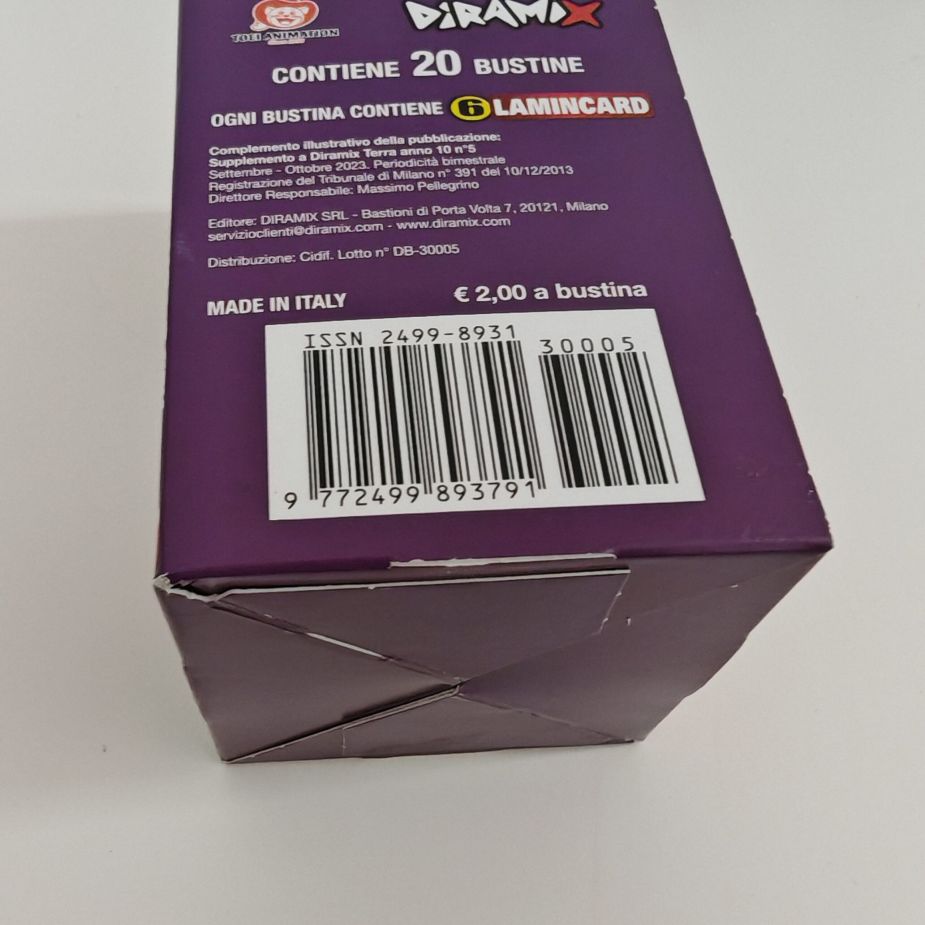 TOEI ANIMATION
DIRAMIX
CONTIENE 20 BUSTINE
OGNI BUSTINA CONTIENE 6 LAMINCARD
Complemento illustrativo della pubblicazione:
Supplemento a Diramix Terra anno 10 n°5
Settembre - Ottobre 2023. Periodicità bimestrale
Registrazione del Tribunale di Milano n° 391 del 10/12/2013
Direttore Responsabile: Massimo Pellegrino
Editore: DIRAMIX SRL - Bastioni di Porta Volta 7, 20121, Milano
servizioclienti@diramix.com - www.diramix.com
Distribuzione: Cidif. Lotto n° DB-30005
MADE IN ITALY € 2,00 a bustina
ISSN 2499-8931 30005
9 772499 893791